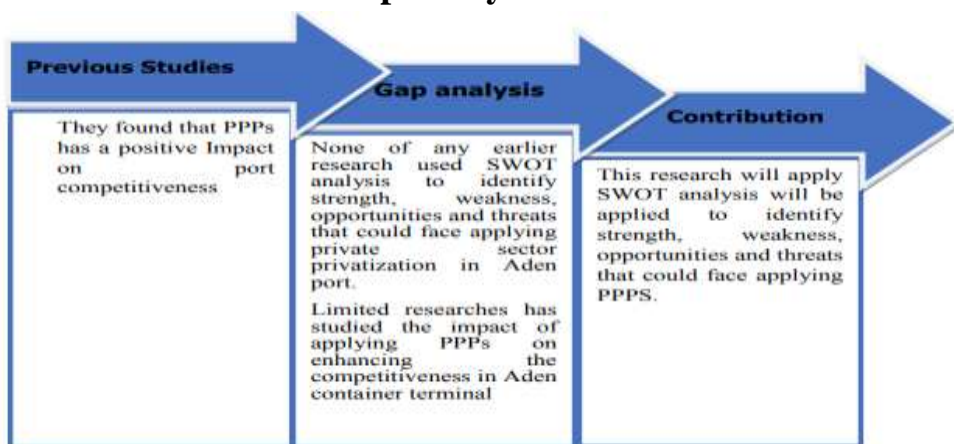 Previous Studies
They found that PPPs
has a positive Impact
on port
competitiveness
Gap analysis
None of any earlier
research used SWOT
analysis to identify
strength, weakness,
opportunities and threats
that could face applying
private sector
privatization in Aden
port.
Limited researches has
studied the impact of
applying PPPs on
enhancing the
competitiveness in Aden
container terminal
Contribution
This research will apply
SWOT analysis will be
applied to identify
strength, weakness,
opportunities and threats
that could face applying
PPPS.